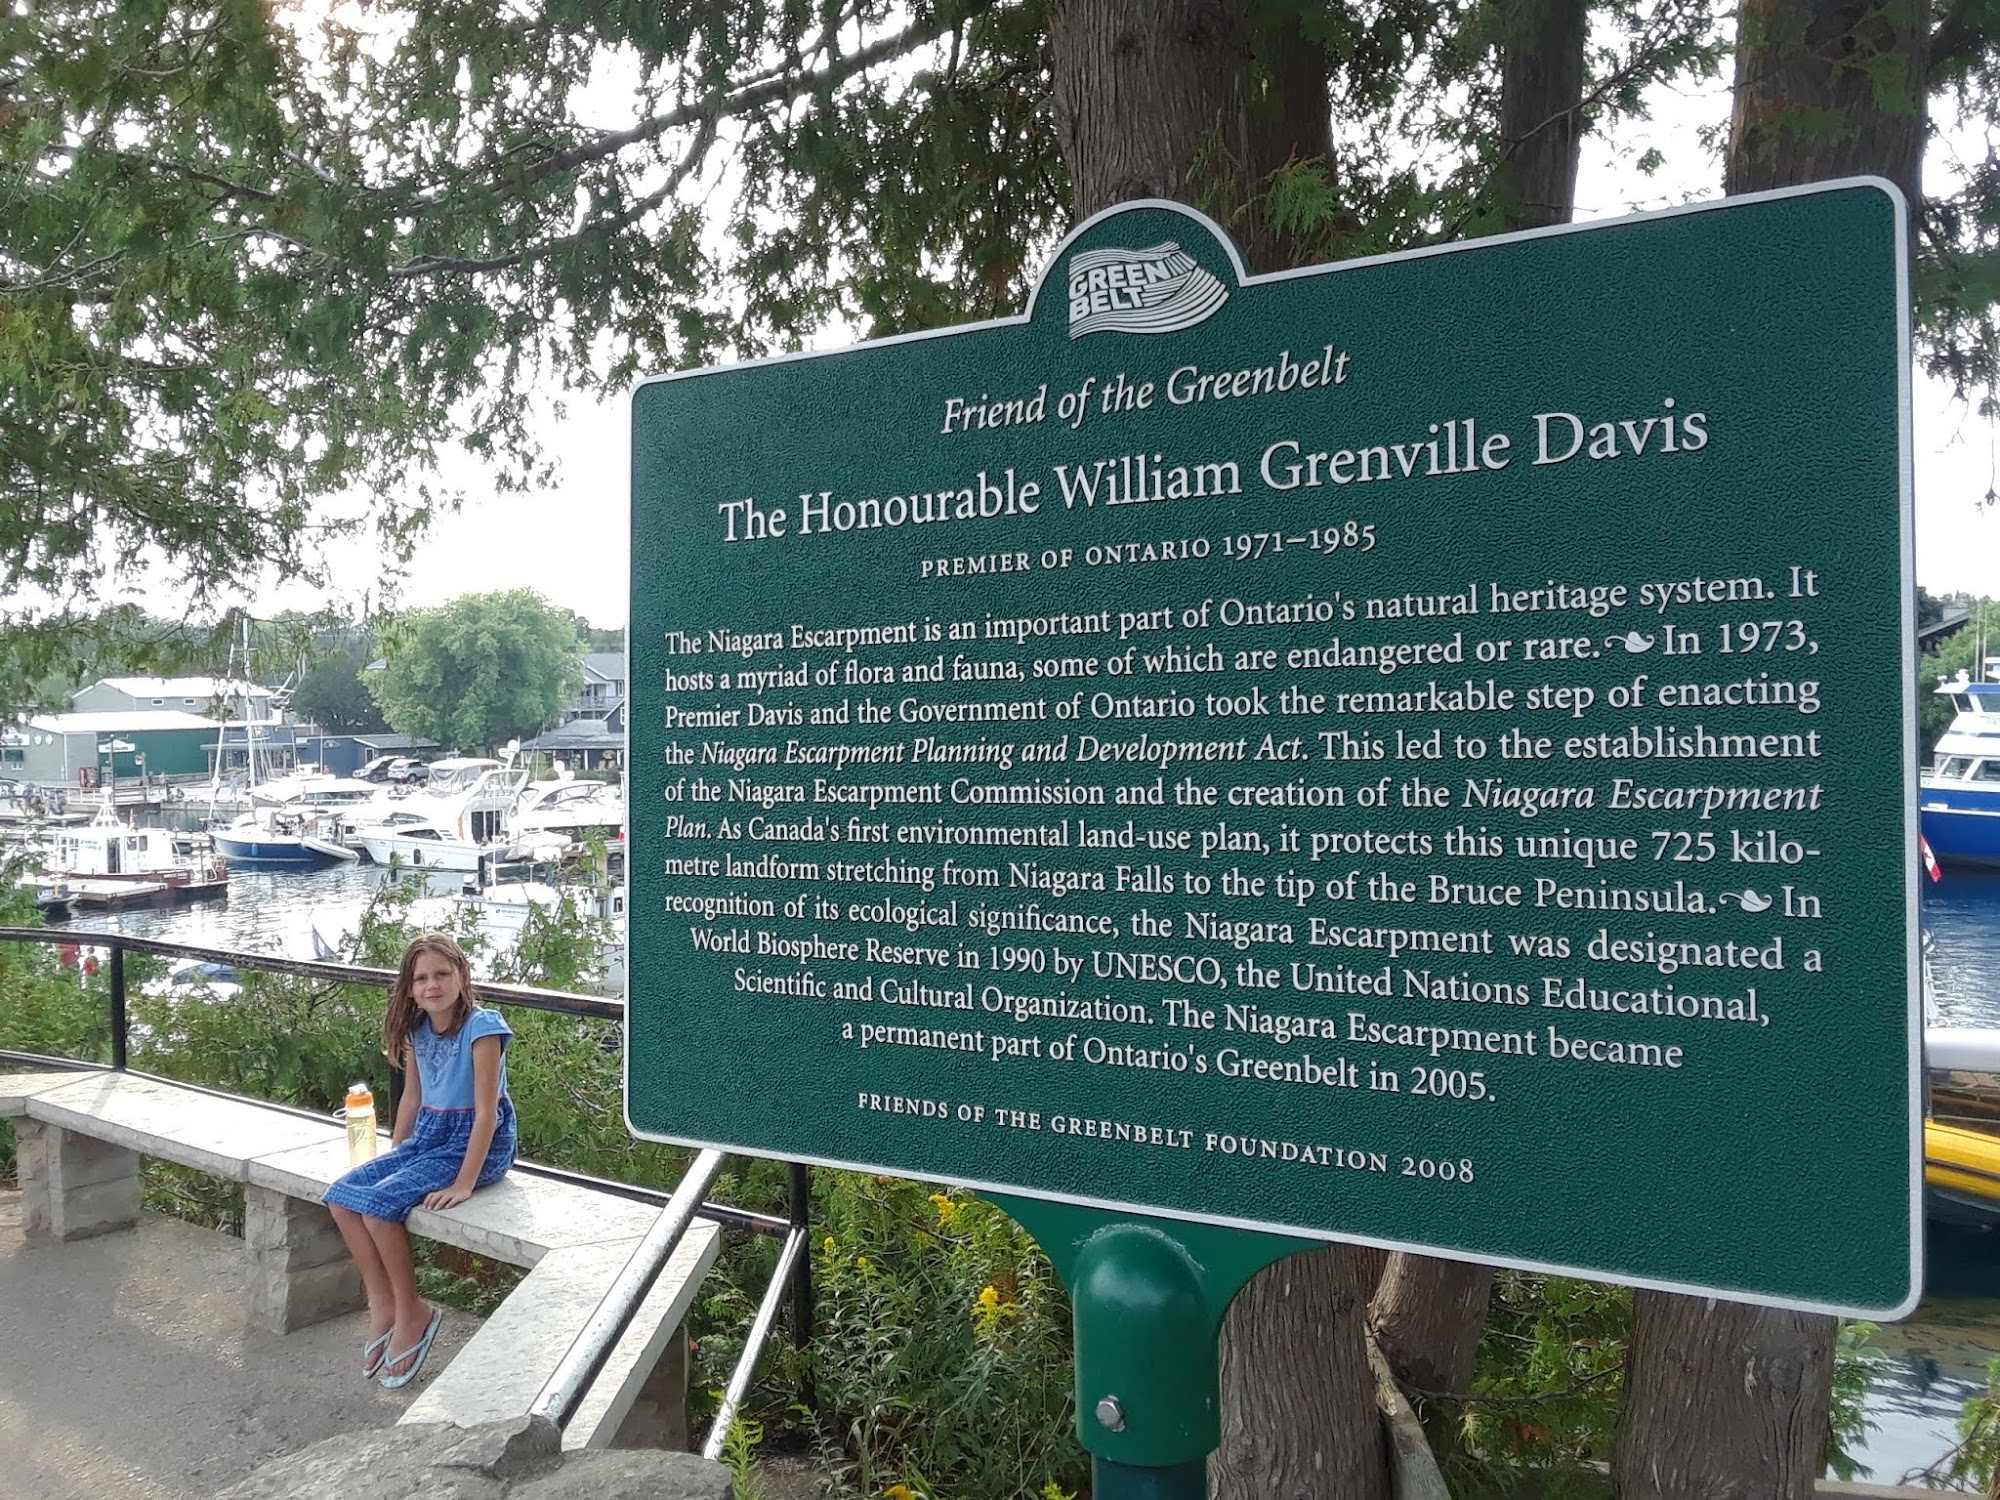 GREEN
BELT
Friend of the Greenbelt
The Honourable William Grenville Davis
PREMIER OF ONTARIO 1971–1985
The Niagara Escarpment is an important part of Ontario's natural heritage system. It
hosts a myriad of flora and fauna, some of which are endangered or rare. In 1973,
Premier Davis and the Government of Ontario took the remarkable step of enacting
the Niagara Escarpment Planning and Development Act. This led to the establishment
of the Niagara Escarpment Commission and the creation of the Niagara Escarpment
Plan. As Canada's first environmental land-use plan, it protects this unique 725 kilo-
metre landform stretching from Niagara Falls to the tip of the Bruce Peninsula. In
recognition of its ecological significance, the Niagara Escarpment was designated a
World Biosphere Reserve in 1990 by UNESCO, the United Nations Educational,
Scientific and Cultural Organization. The Niagara Escarpment became
a permanent part of Ontario's Greenbelt in 2005.
FRIENDS OF THE GREENBELT FOUNDATION 2008